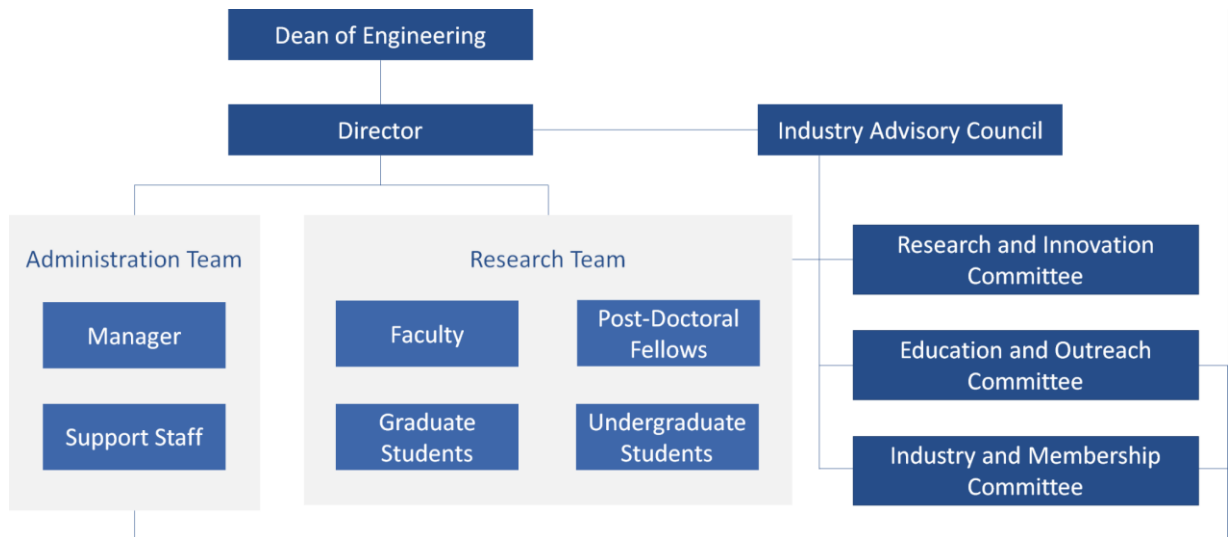 Dean of Engineering
Director
Industry Advisory Council
Administration Team
Manager
Support Staff
Research Team
Faculty
Post-Doctoral
Fellows
Graduate
Students
Undergraduate
Students
Research and Innovation
Committee
Education and Outreach
Committee
Industry and Membership
Committee